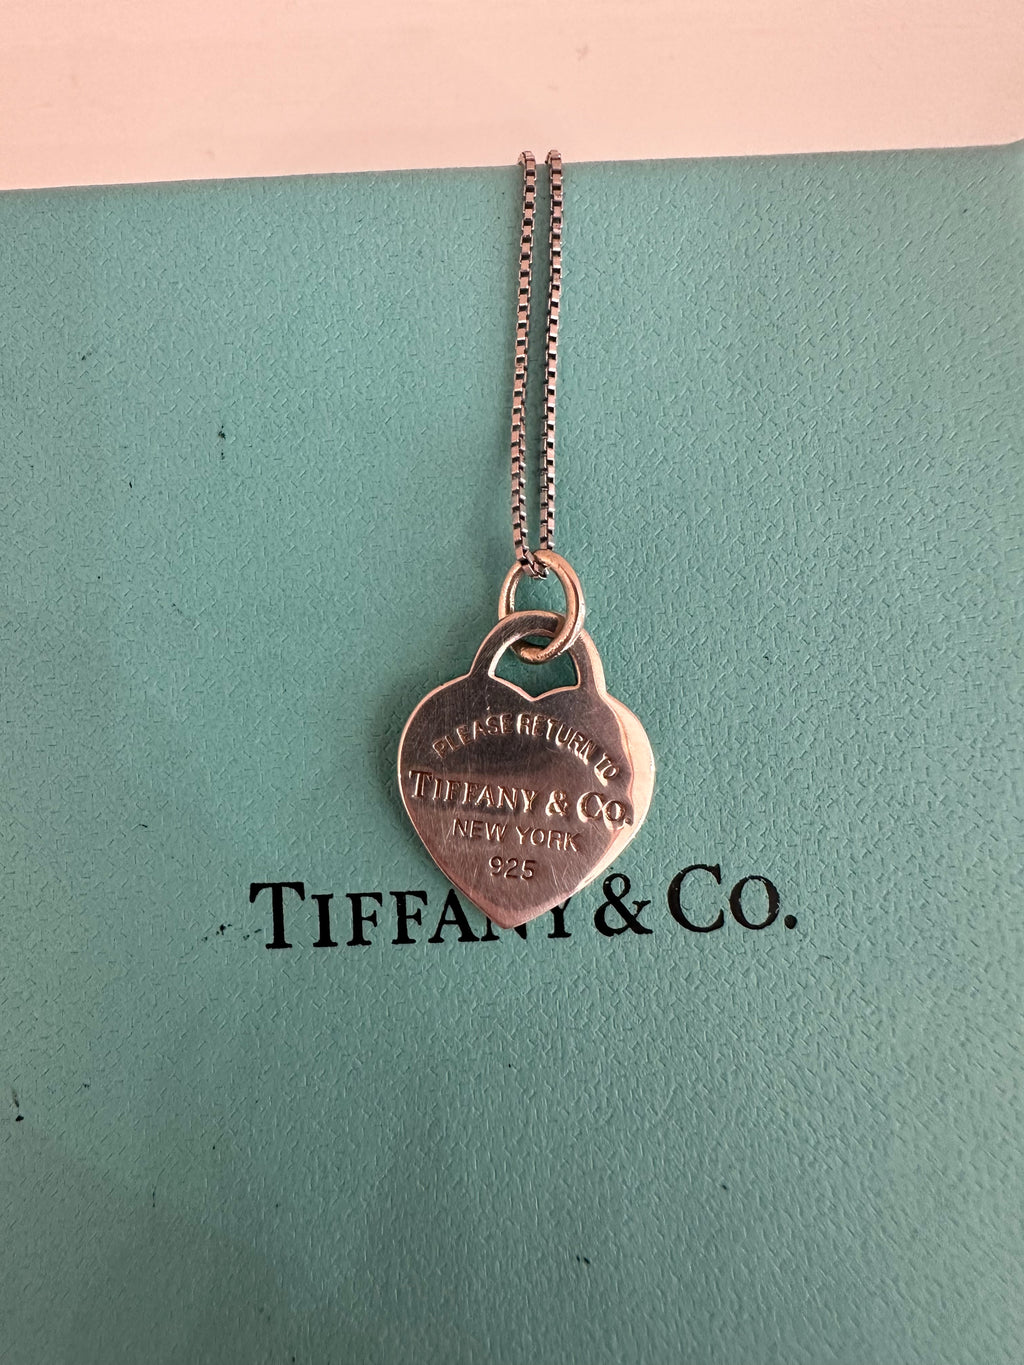 PLEASE RETURN TO
TIFFANY & CO.
NEW YORK
925
TIFFANY & CO.